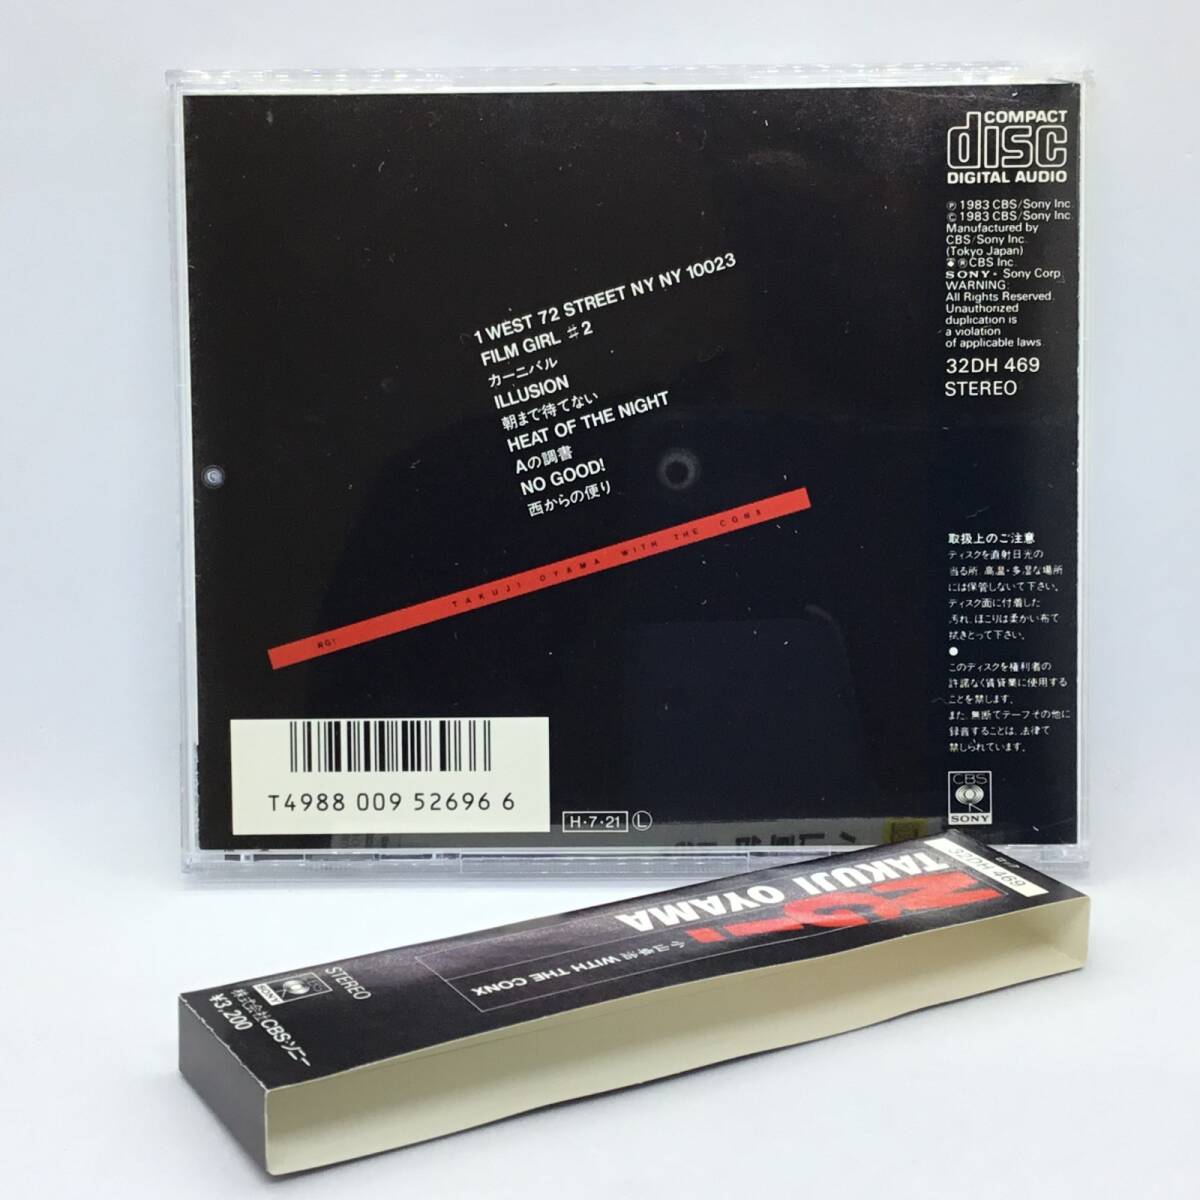 COMPACT
disc
DIGITAL AUDIO
℗ 1983 CBS/Sony Inc.
© 1983 CBS/Sony Inc.
Manufactured by
CBS/Sony Inc.
(Tokyo Japan)
®CBS Inc.
SONY® Sony Corp.
WARNING:
All Rights Reserved.
Unauthorized
duplication is
a violation
of applicable laws.
32DH 469
STEREO
1 WEST 72 STREET NY NY 10023
FILM GIRL #2
カーニバル
ILLUSION
朝まで待てない
HEAT OF THE NIGHT
Aの調書
NO GOOD!
西からの便り
NG! TAKUJI OYAMA WITH THE CONX
取扱上のご注意
ディスクを直射日光の
当る所、高温・多湿な場所
には保管しないて下さい。
ディスク面に付着した
汚れ、ほこりは柔かい布て
拭きとって下さい。
●
このディスクを権利者の
許諾なく賃貸業に使用する
ことを禁します。
また、無断てテープその他に
録音することは、法律て
禁しられています。
CBS
SONY
T4988 009 52696 6
H・7・21 L
32DH 469
NG!
TAKUJI OYAMA
小山卓治 WITH THE CONX
STEREO
CBS
SONY
株式会社CBS・ソニー
¥3,200